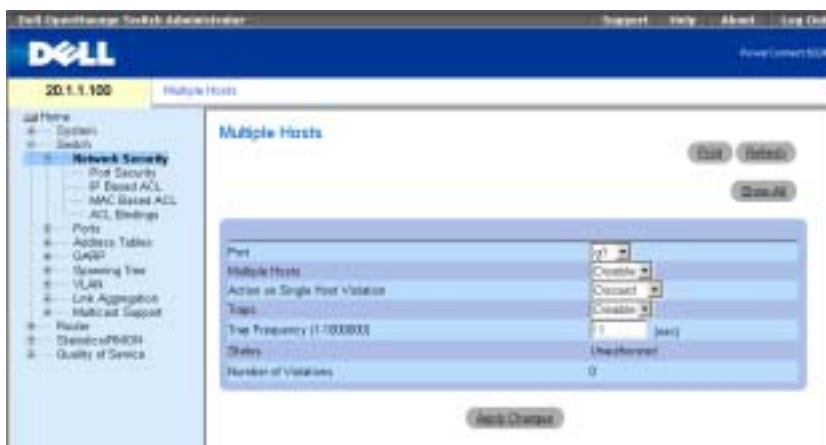 Dell OpenManage Switch Administrator
Support Help About Log Out
DELL
PowerConnect
20.1.1.100
Multiple Hosts
Home
System
Switch
Network Security
Port Security
IP Based ACL
MAC Based ACL
ACL Bindings
Ports
Address Tables
GARP
Spanning Tree
VLAN
Link Aggregation
Multicast Support
Router
Statistics/RMON
Quality of Service
Multiple Hosts
Print Refresh
Show All
Port g1
Multiple Hosts Disable
Action on Single Host Violation Discard
Traps Disable
Trap Frequency (1-1000000) (sec)
Status Unauthorized
Number of Violations 0
Apply Changes